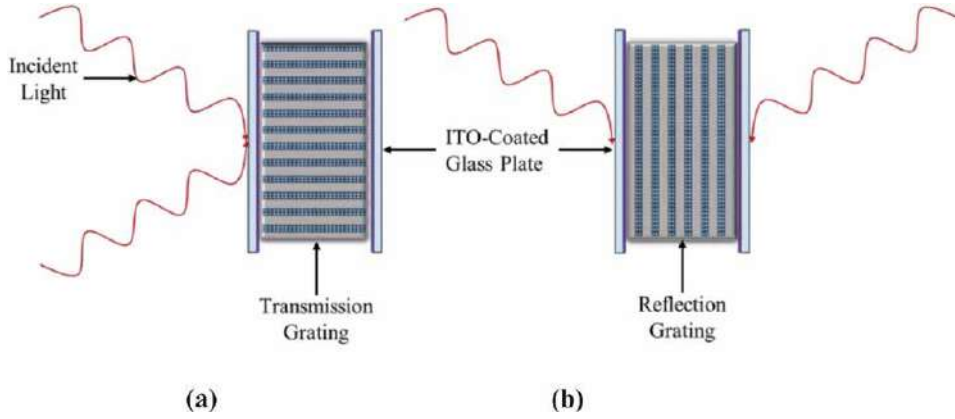 Incident
Light
ITO-Coated
Glass Plate
Transmission
Grating
Reflection
Grating
(a)
(b)